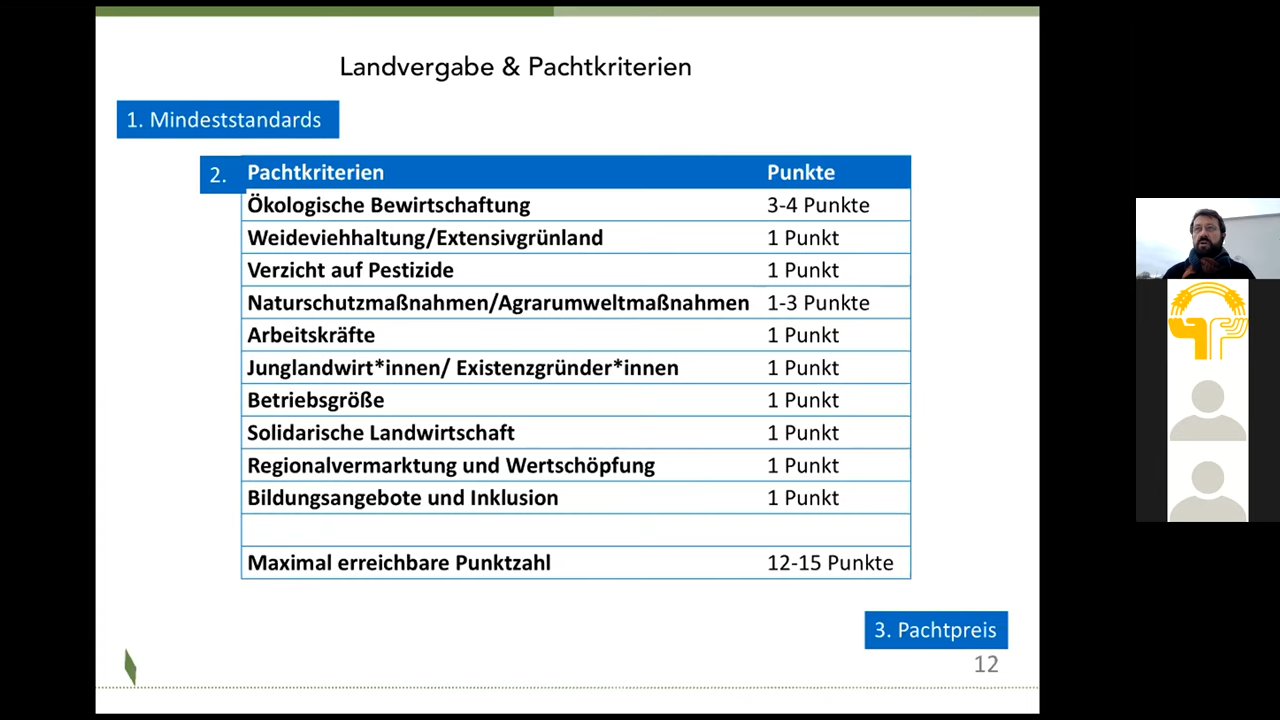 Landvergabe & Pachtkriterien
1. Mindeststandards
2. Pachtkriterien Punkte
Ökologische Bewirtschaftung 3-4 Punkte
Weideviehhaltung/Extensivgrünland 1 Punkt
Verzicht auf Pestizide 1 Punkt
Naturschutzmaßnahmen/Agrarumweltmaßnahmen 1-3 Punkte
Arbeitskräfte 1 Punkt
Junglandwirt*innen/ Existenzgründer*innen 1 Punkt
Betriebsgröße 1 Punkt
Solidarische Landwirtschaft 1 Punkt
Regionalvermarktung und Wertschöpfung 1 Punkt
Bildungsangebote und Inklusion 1 Punkt
Maximal erreichbare Punktzahl 12-15 Punkte
3. Pachtpreis
12